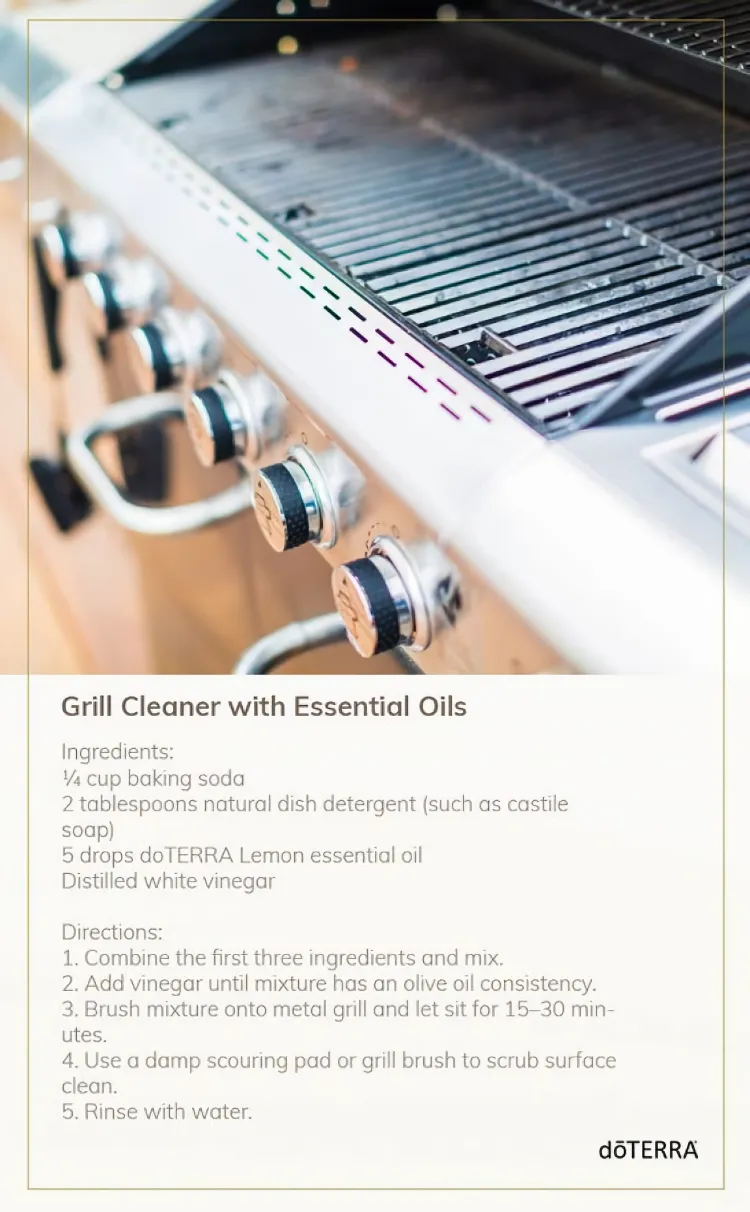 Grill Cleaner with Essential Oils
Ingredients:
¼ cup baking soda
2 tablespoons natural dish detergent (such as castile
soap)
5 drops doTERRA Lemon essential oil
Distilled white vinegar
Directions:
1. Combine the first three ingredients and mix.
2. Add vinegar until mixture has an olive oil consistency.
3. Brush mixture onto metal grill and let sit for 15–30 min-
utes.
4. Use a damp scouring pad or grill brush to scrub surface
clean.
5. Rinse with water.
dōTERRA